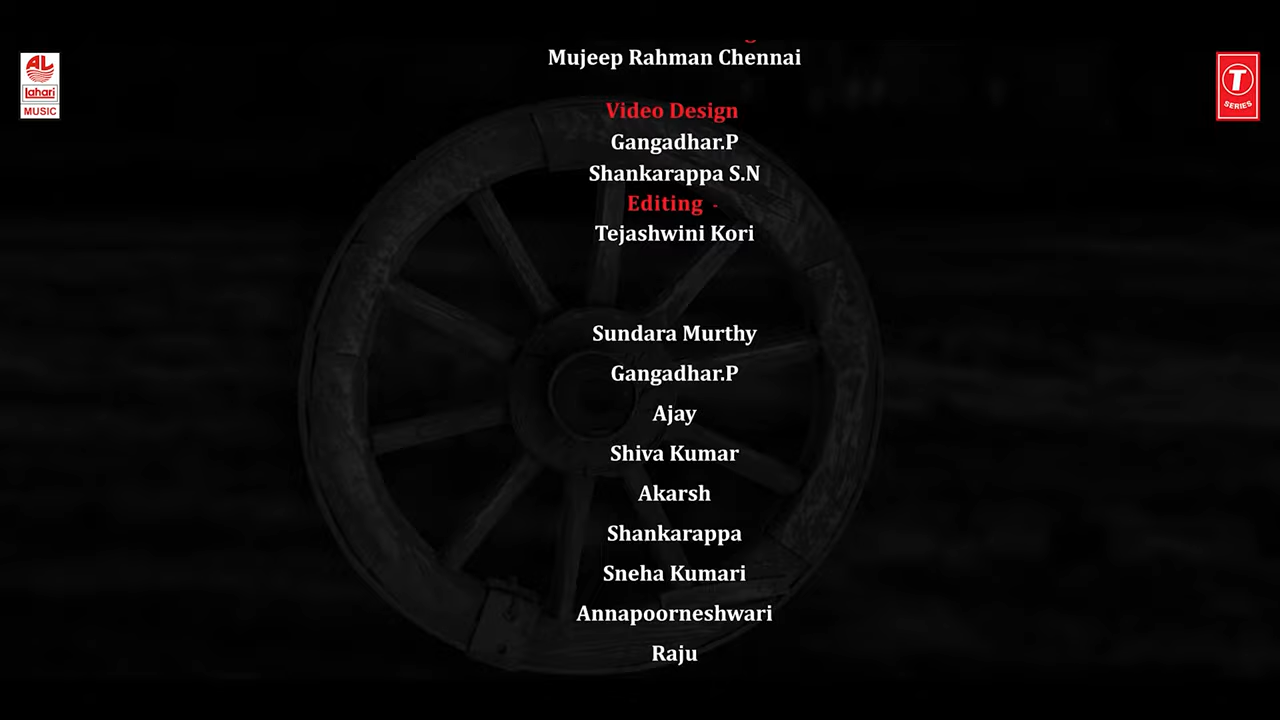 Mujeep Rahman Chennai
AL
lahari
MUSIC
T
SERIES
Video Design
Gangadhar.P
Shankarappa S.N
Editing -
Tejashwini Kori
Sundara Murthy
Gangadhar.P
Ajay
Shiva Kumar
Akarsh
Shankarappa
Sneha Kumari
Annapoorneshwari
Raju